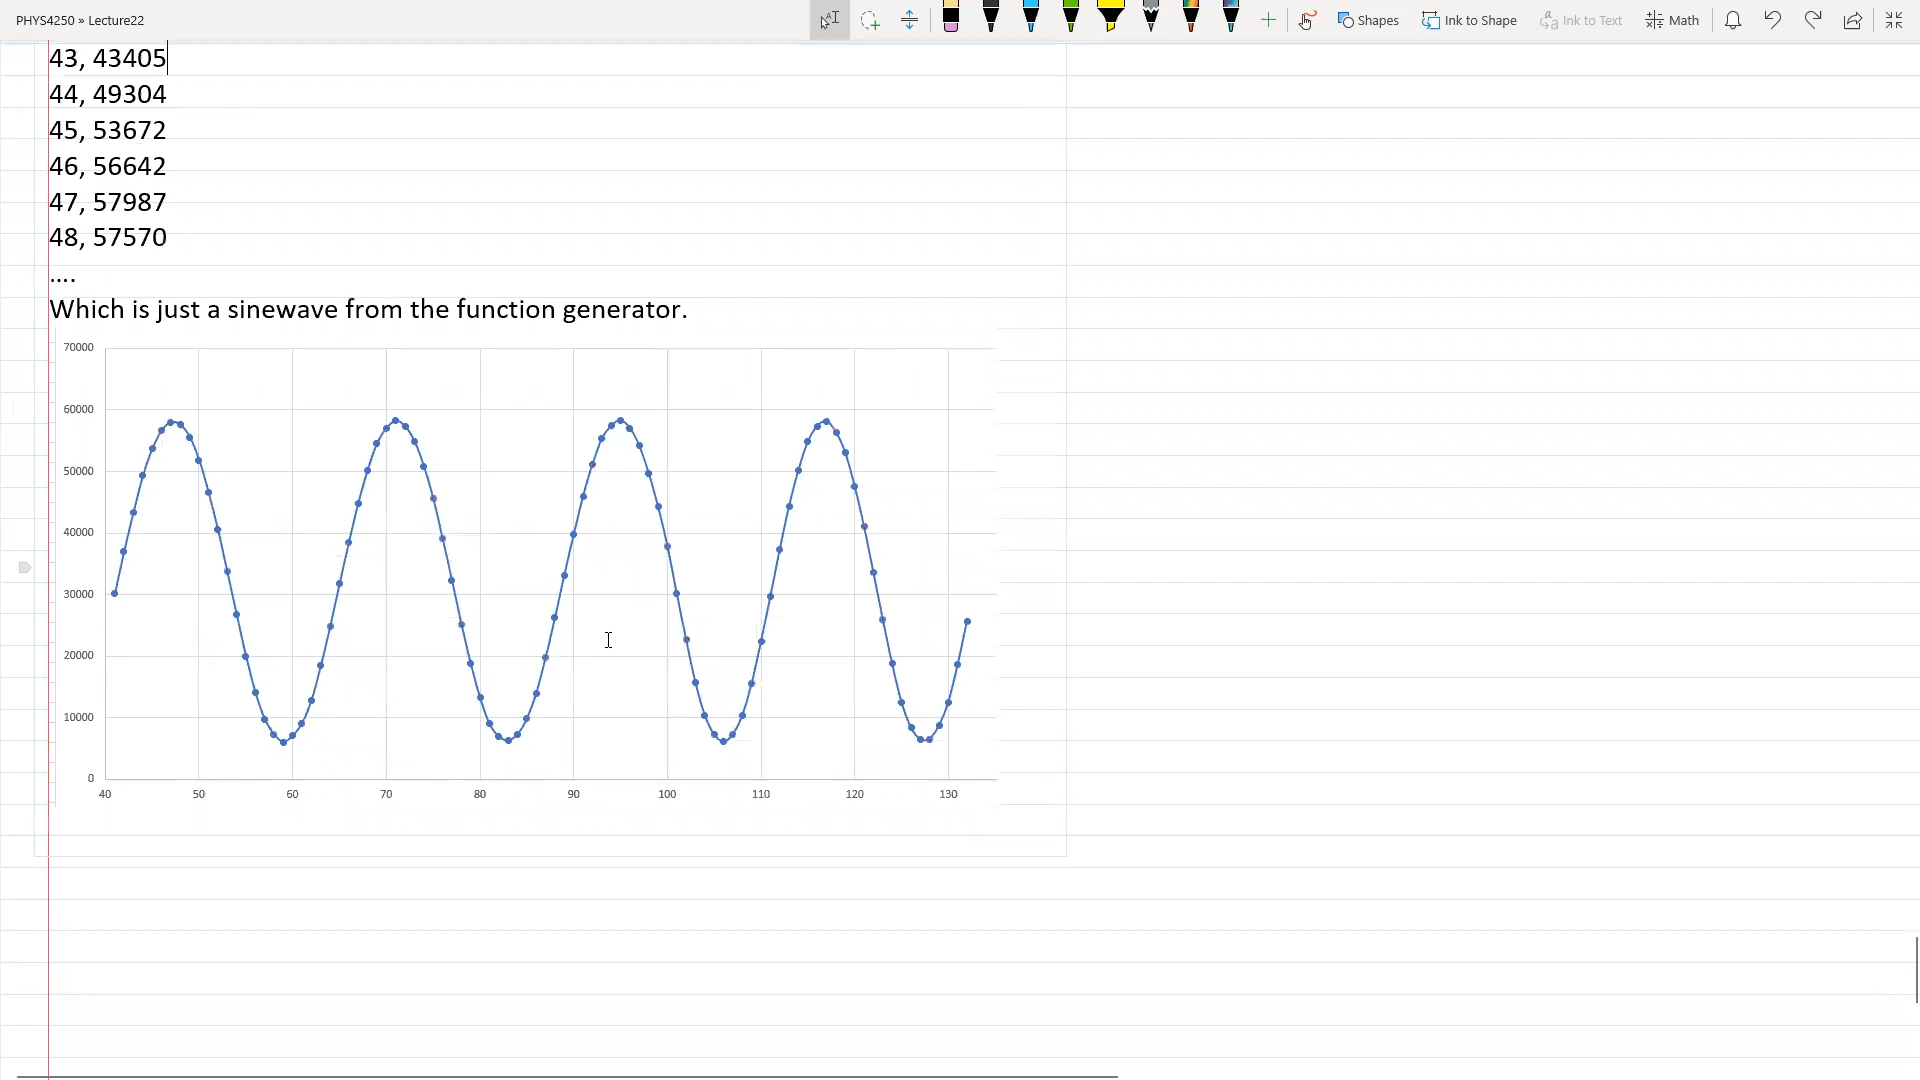 PHYS4250 » Lecture22
Shapes
Ink to Shape
Ink to Text
Math
43, 43405
44, 49304
45, 53672
46, 56642
47, 57987
48, 57570
....
Which is just a sinewave from the function generator.
70000
60000
50000
40000
30000
20000
10000
0
40 50 60 70 80 90 100 110 120 130